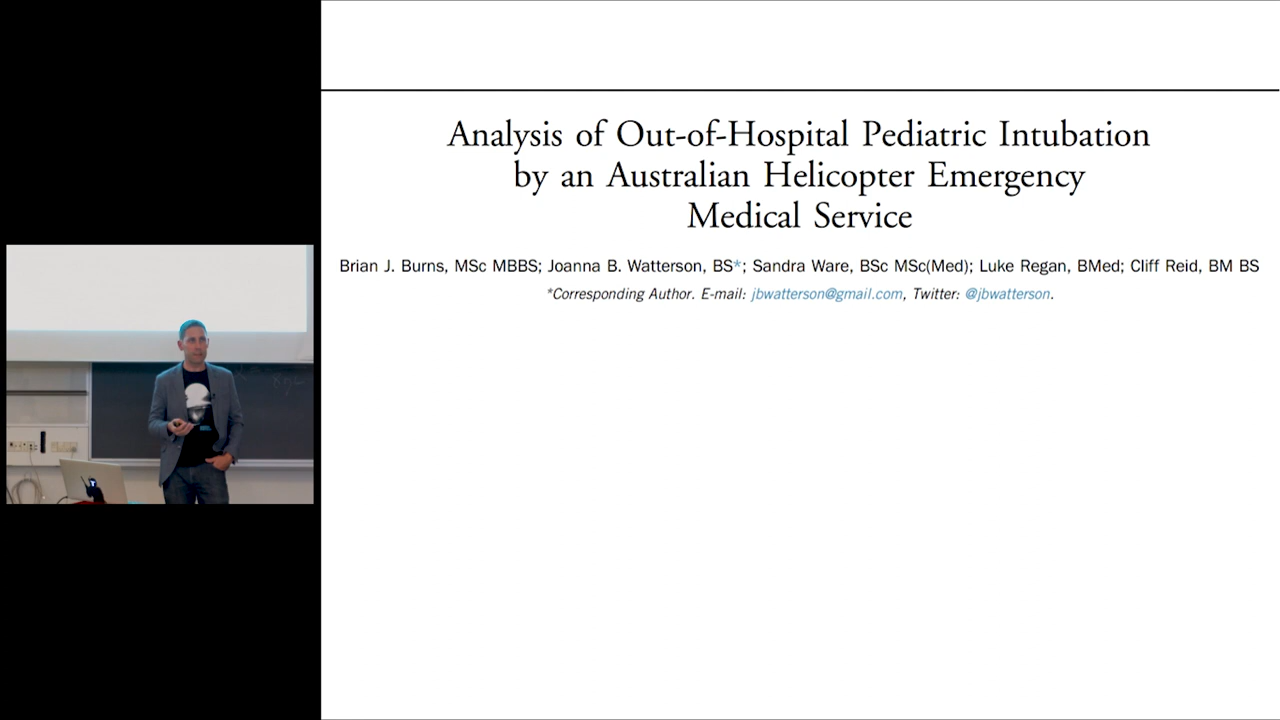 Analysis of Out-of-Hospital Pediatric Intubation
by an Australian Helicopter Emergency
Medical Service
Brian J. Burns, MSc MBBS; Joanna B. Watterson, BS*; Sandra Ware, BSc MSc(Med); Luke Regan, BMed; Cliff Reid, BM BS
*Corresponding Author. E-mail: jbwatterson@gmail.com, Twitter: @jbwatterson.